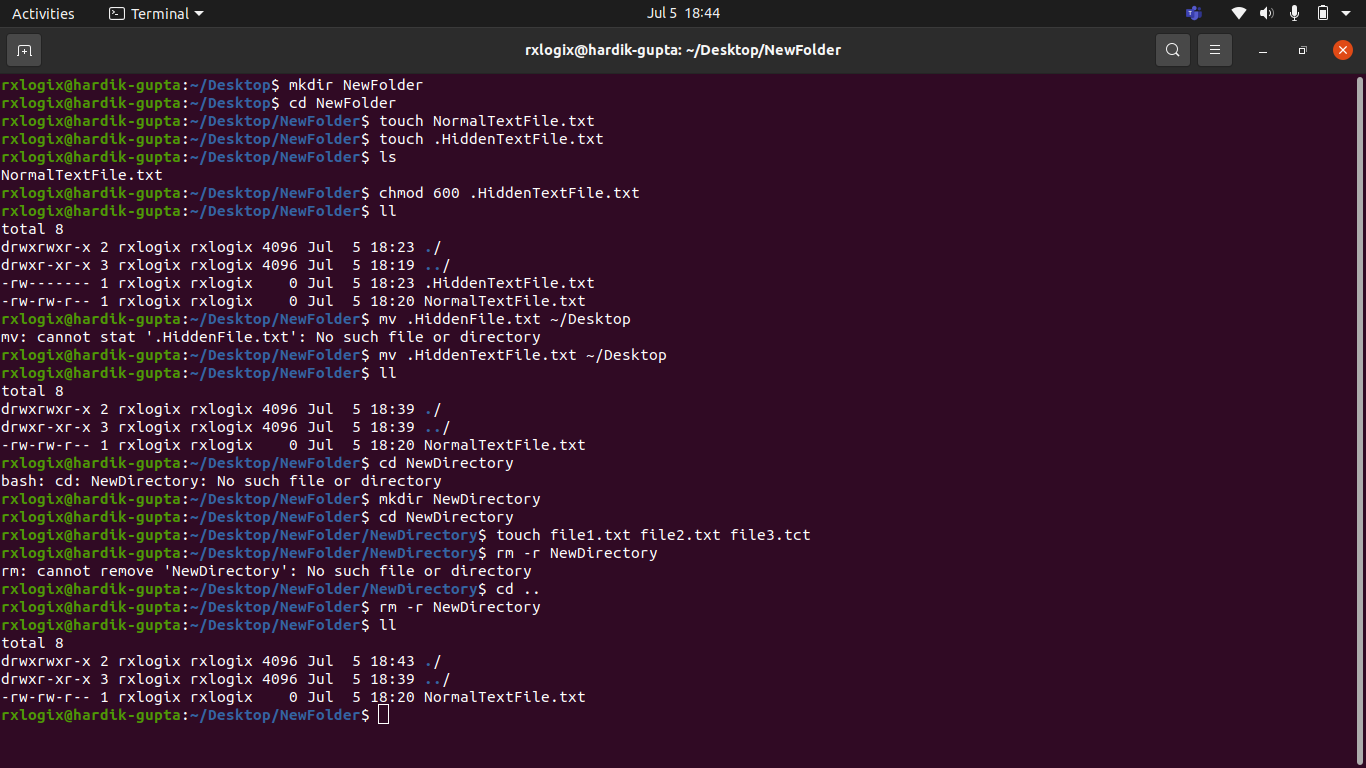 Activities Terminal Jul 5 18:44
rxlogix@hardik-gupta: ~/Desktop/NewFolder
rxlogix@hardik-gupta:~/Desktop$ mkdir NewFolder
rxlogix@hardik-gupta:~/Desktop$ cd NewFolder
rxlogix@hardik-gupta:~/Desktop/NewFolder$ touch NormalTextFile.txt
rxlogix@hardik-gupta:~/Desktop/NewFolder$ touch .HiddenTextFile.txt
rxlogix@hardik-gupta:~/Desktop/NewFolder$ ls
NormalTextFile.txt
rxlogix@hardik-gupta:~/Desktop/NewFolder$ chmod 600 .HiddenTextFile.txt
rxlogix@hardik-gupta:~/Desktop/NewFolder$ ll
total 8
drwxrwxr-x 2 rxlogix rxlogix 4096 Jul  5 18:23 ./
drwxr-xr-x 3 rxlogix rxlogix 4096 Jul  5 18:19 ../
-rw------- 1 rxlogix rxlogix    0 Jul  5 18:23 .HiddenTextFile.txt
-rw-rw-r-- 1 rxlogix rxlogix    0 Jul  5 18:20 NormalTextFile.txt
rxlogix@hardik-gupta:~/Desktop/NewFolder$ mv .HiddenFile.txt ~/Desktop
mv: cannot stat '.HiddenFile.txt': No such file or directory
rxlogix@hardik-gupta:~/Desktop/NewFolder$ mv .HiddenTextFile.txt ~/Desktop
rxlogix@hardik-gupta:~/Desktop/NewFolder$ ll
total 8
drwxrwxr-x 2 rxlogix rxlogix 4096 Jul  5 18:39 ./
drwxr-xr-x 3 rxlogix rxlogix 4096 Jul  5 18:39 ../
-rw-rw-r-- 1 rxlogix rxlogix    0 Jul  5 18:20 NormalTextFile.txt
rxlogix@hardik-gupta:~/Desktop/NewFolder$ cd NewDirectory
bash: cd: NewDirectory: No such file or directory
rxlogix@hardik-gupta:~/Desktop/NewFolder$ mkdir NewDirectory
rxlogix@hardik-gupta:~/Desktop/NewFolder$ cd NewDirectory
rxlogix@hardik-gupta:~/Desktop/NewFolder/NewDirectory$ touch file1.txt file2.txt file3.tct
rxlogix@hardik-gupta:~/Desktop/NewFolder/NewDirectory$ rm -r NewDirectory
rm: cannot remove 'NewDirectory': No such file or directory
rxlogix@hardik-gupta:~/Desktop/NewFolder/NewDirectory$ cd ..
rxlogix@hardik-gupta:~/Desktop/NewFolder$ rm -r NewDirectory
rxlogix@hardik-gupta:~/Desktop/NewFolder$ ll
total 8
drwxrwxr-x 2 rxlogix rxlogix 4096 Jul  5 18:43 ./
drwxr-xr-x 3 rxlogix rxlogix 4096 Jul  5 18:39 ../
-rw-rw-r-- 1 rxlogix rxlogix    0 Jul  5 18:20 NormalTextFile.txt
rxlogix@hardik-gupta:~/Desktop/NewFolder$